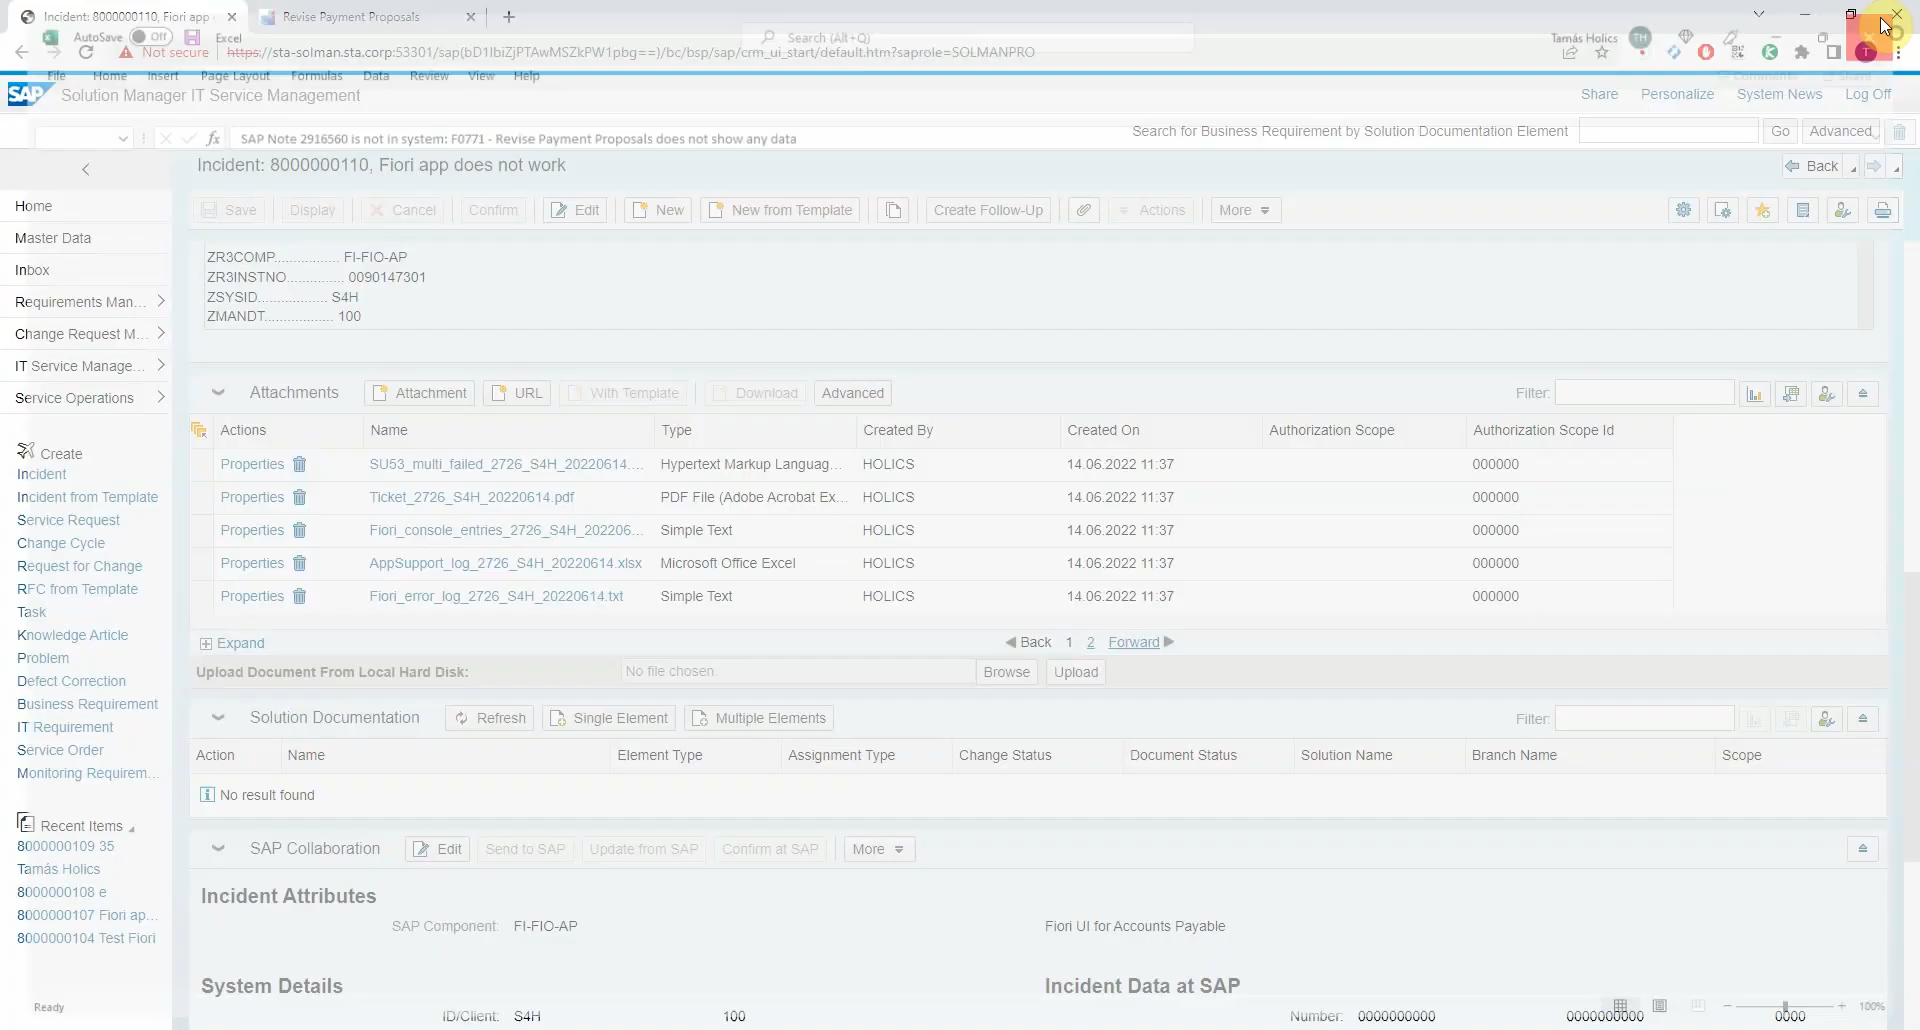 Incident: 8000000110, Fiori app
Revise Payment Proposals
AutoSave Off Excel
Search (Alt+Q)
Tamás Holics TH
Not secure https://sta-solman.sta.corp:53301/sap(bD1lbiZjPTAwMSZkPW1pbg==)/bc/bsp/sap/crm_ui_start/default.htm?saprole=SOLMANPRO
T
File Home Insert Page Layout Formulas Data Review View Help
Comments Share
SAP Solution Manager IT Service Management
Share Personalize System News Log Off
fx SAP Note 2916560 is not in system: F0771 - Revise Payment Proposals does not show any data
Search for Business Requirement by Solution Documentation Element Go Advanced
Incident: 8000000110, Fiori app does not work
Back
Save Display Cancel Confirm Edit New New from Template Create Follow-Up Actions More
Home
Master Data
Inbox
Requirements Man...
Change Request M...
IT Service Manage...
Service Operations
Create
Incident
Incident from Template
Service Request
Change Cycle
Request for Change
RFC from Template
Task
Knowledge Article
Problem
Defect Correction
Business Requirement
IT Requirement
Service Order
Monitoring Requirem...
Recent Items
8000000109 35
Tamás Holics
8000000108 e
8000000107 Fiori ap...
8000000104 Test Fiori
Ready
ZR3COMP................ FI-FIO-AP
ZR3INSTNO.............. 0090147301
ZSYSID................. S4H
ZMANDT................. 100
Attachments Attachment URL With Template Download Advanced
Filter:
Actions Name Type Created By Created On Authorization Scope Authorization Scope Id
Properties SU53_multi_failed_2726_S4H_20220614.... Hypertext Markup Languag... HOLICS 14.06.2022 11:37 000000
Properties Ticket_2726_S4H_20220614.pdf PDF File (Adobe Acrobat Ex... HOLICS 14.06.2022 11:37 000000
Properties Fiori_console_entries_2726_S4H_202206... Simple Text HOLICS 14.06.2022 11:37 000000
Properties AppSupport_log_2726_S4H_20220614.xlsx Microsoft Office Excel HOLICS 14.06.2022 11:37 000000
Properties Fiori_error_log_2726_S4H_20220614.txt Simple Text HOLICS 14.06.2022 11:37 000000
Expand
Back 1 2 Forward
Upload Document From Local Hard Disk: No file chosen Browse Upload
Solution Documentation Refresh Single Element Multiple Elements
Filter:
Action Name Element Type Assignment Type Change Status Document Status Solution Name Branch Name Scope
No result found
SAP Collaboration Edit Send to SAP Update from SAP Confirm at SAP More
Incident Attributes
SAP Component: FI-FIO-AP
Fiori UI for Accounts Payable
System Details
Incident Data at SAP
ID/Client: S4H 100
Number: 0000000000 0000000000 0000
100%